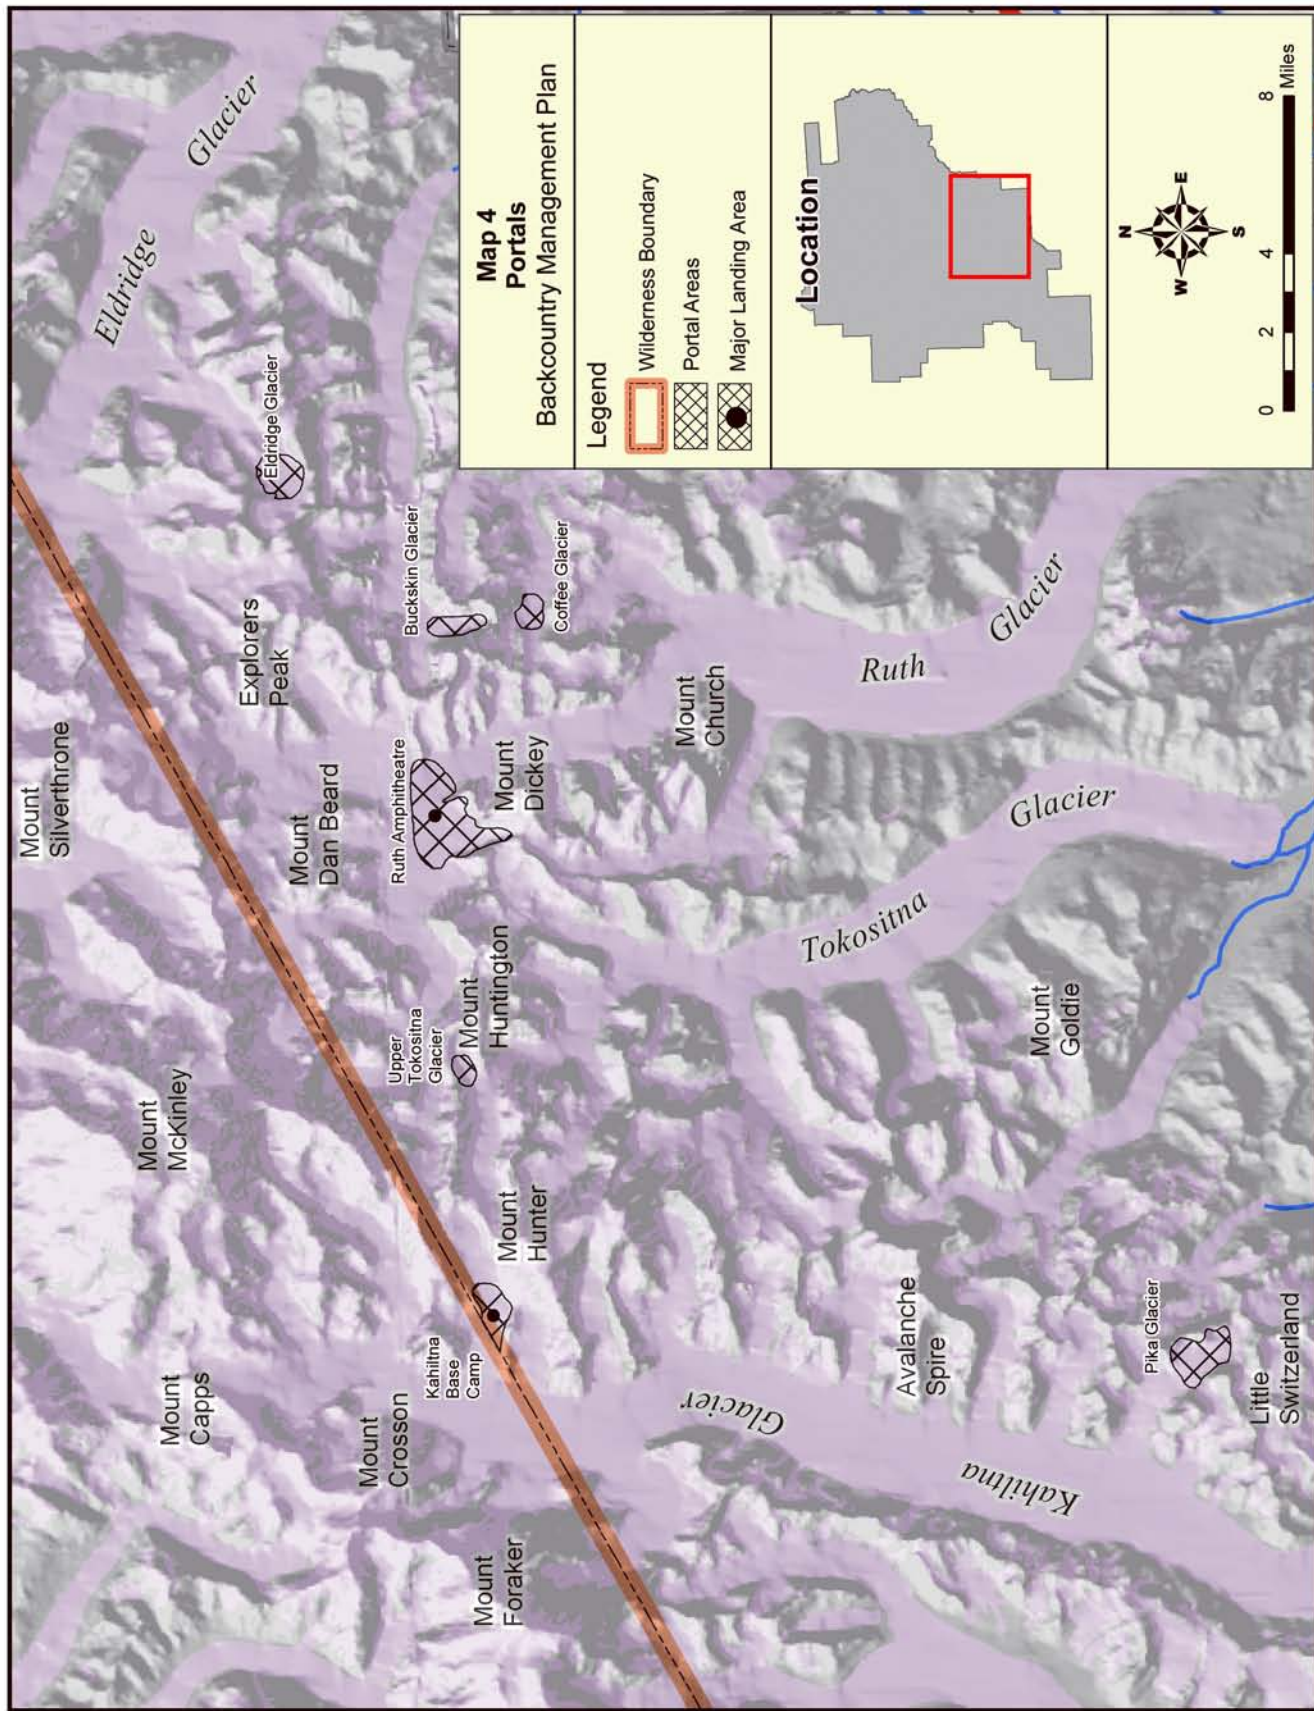 Eldridge
Glacier
Eldridge Glacier
Mount
Silverthrone
Explorers
Peak
Mount
Dan Beard
Buckskin Glacier
Coffee Glacier
Ruth Amphitheatre
Mount
Dickey
Mount
Church
Ruth
Glacier
Mount
McKinley
Upper
Tokositna
Glacier
Mount
Huntington
Tokositna
Glacier
Mount
Goldie
Mount
Capps
Mount
Crosson
Kahiltna
Base
Camp
Mount
Hunter
Mount
Foraker
Kahiltna
Glacier
Avalanche
Spire
Pika Glacier
Little
Switzerland
Map 4
Portals
Backcountry Management Plan
Legend
Wilderness Boundary
Portal Areas
Major Landing Area
Location
N
W
E
S
0 2 4 8
Miles